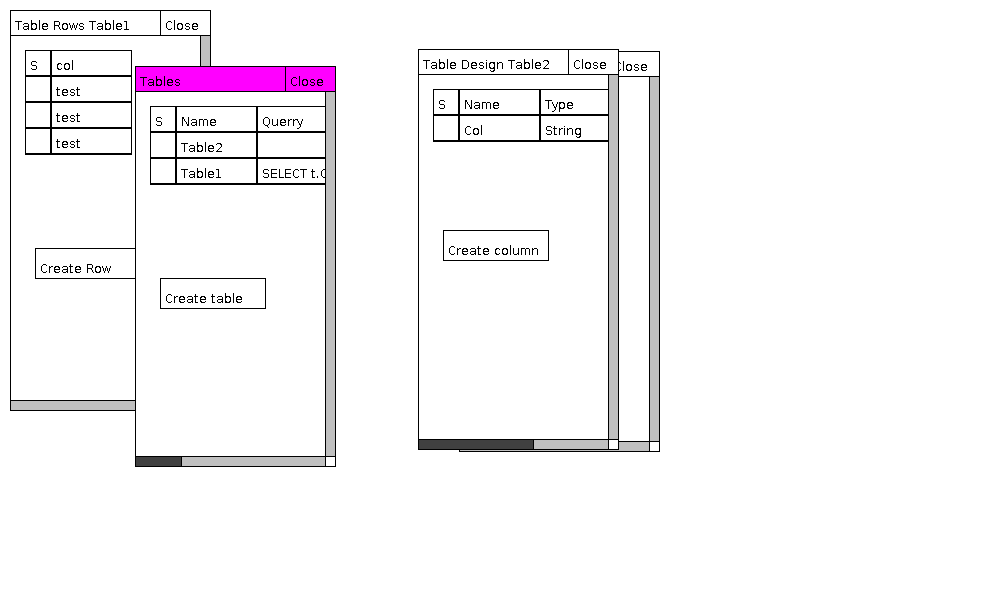 Table Rows Table1 Close
S col
test
test
test
Create Row
Tables Close
S Name Querry
Table2
Table1 SELECT t.
Create table
Table Design Table2 Close
S Name Type
Col String
Create column
Close